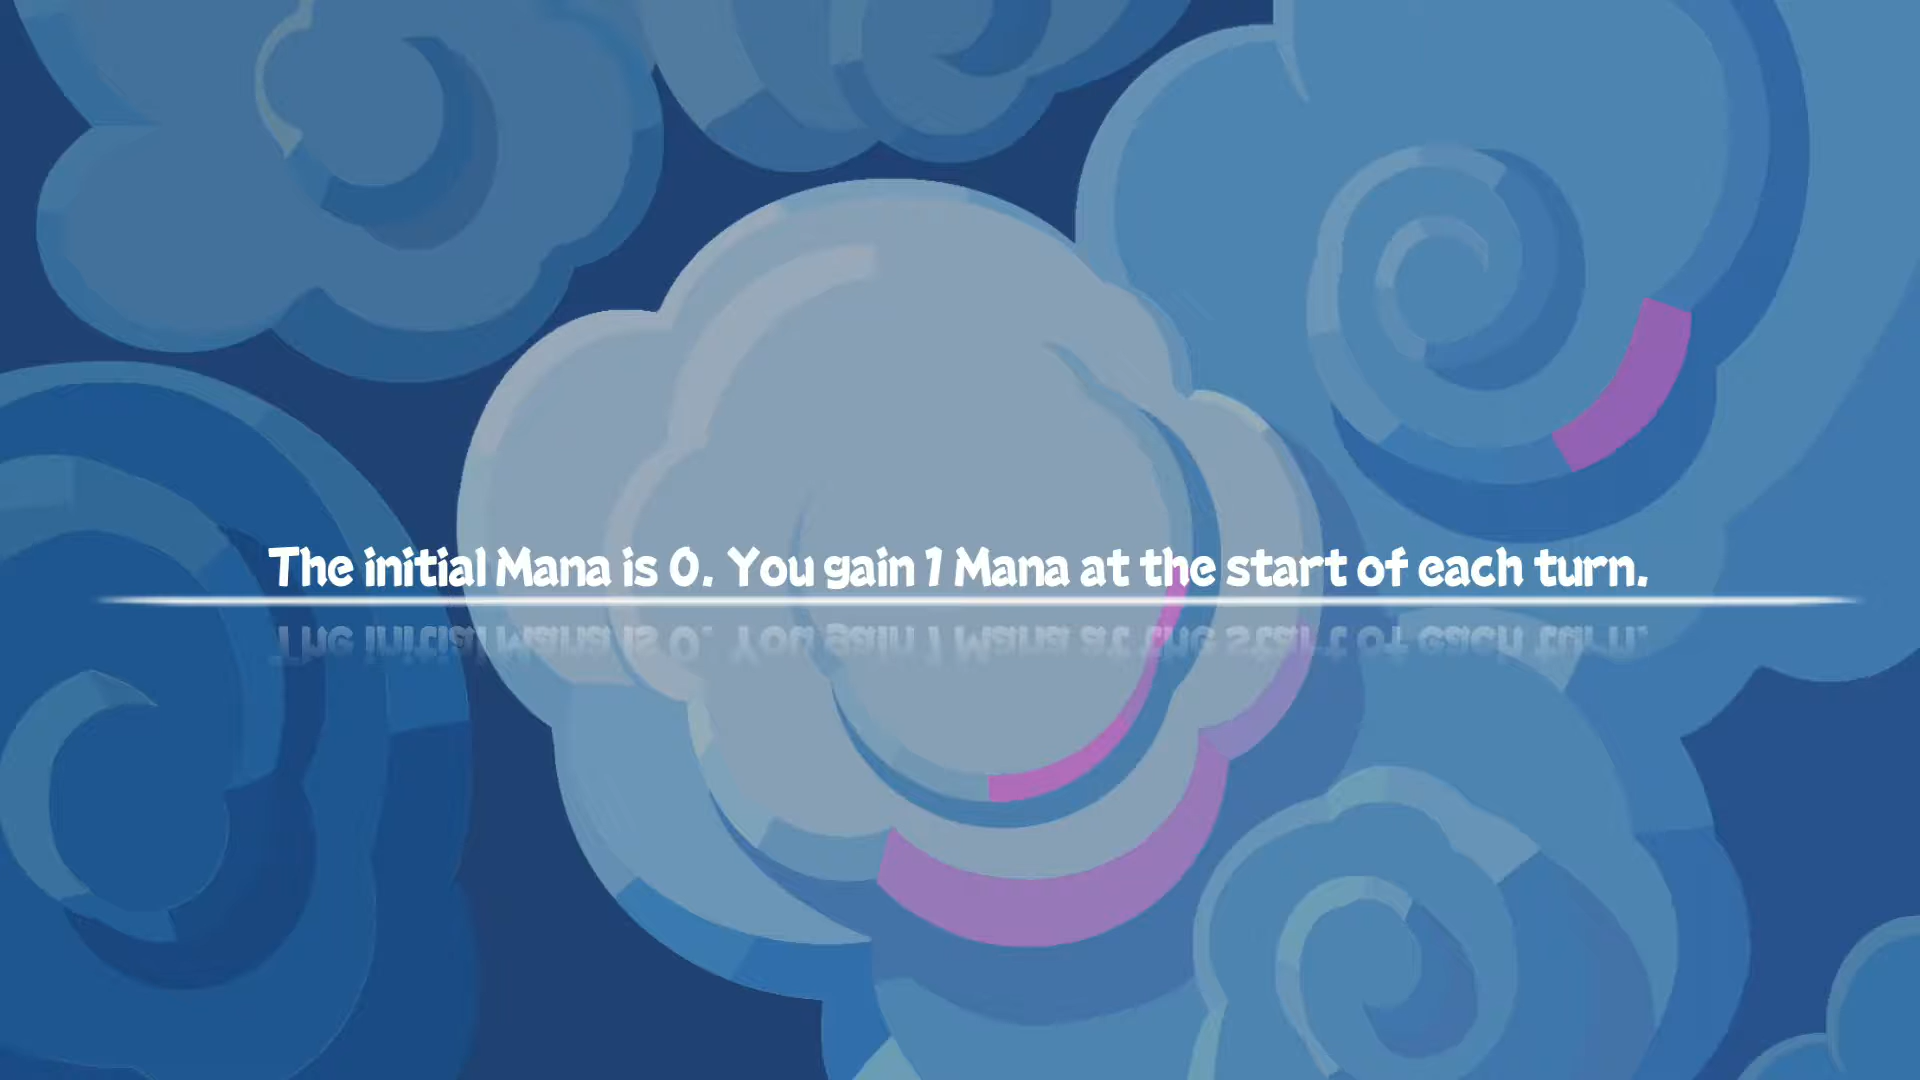 The initial Mana is 0. You gain 1 Mana at the start of each turn.